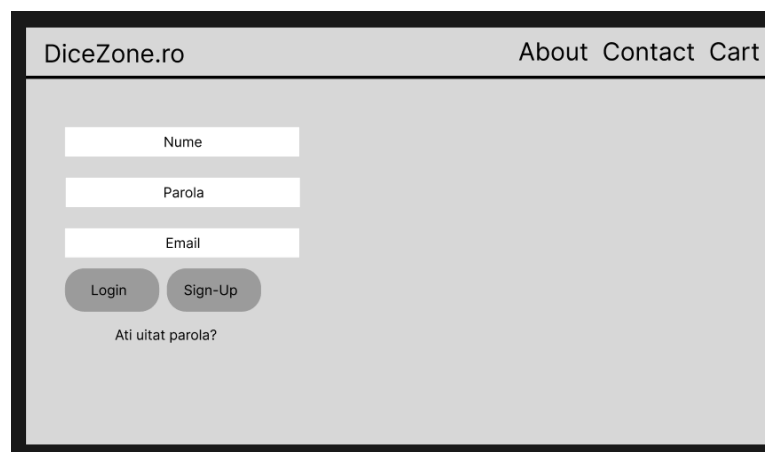 DiceZone.ro
About Contact Cart
Nume
Parola
Email
Login Sign-Up
Ati uitat parola?